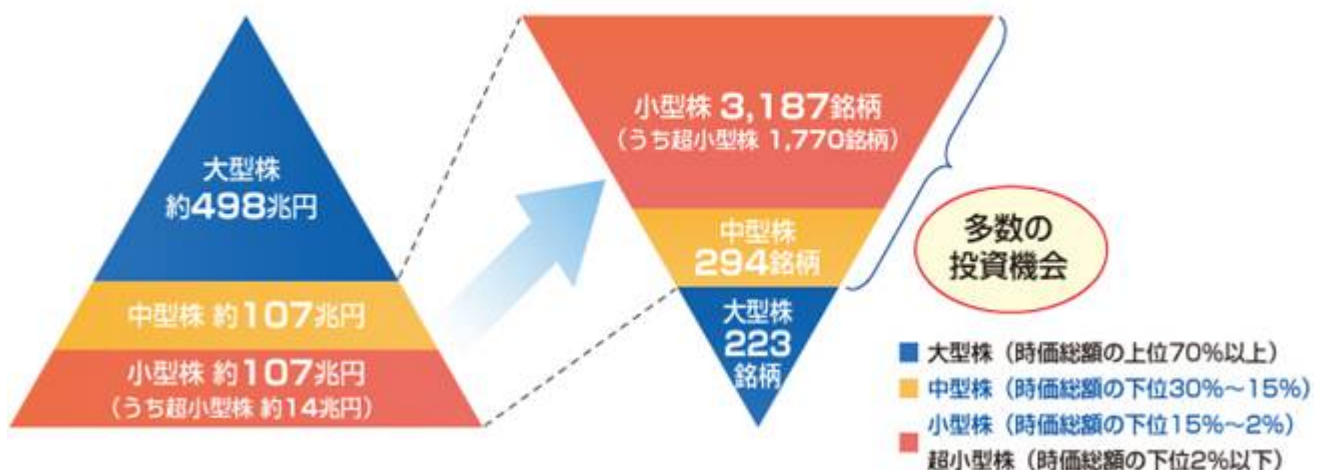 大型株
約498兆円
中型株 約107兆円
小型株 約107兆円
（うち超小型株 約14兆円）
小型株 3,187銘柄
（うち超小型株 1,770銘柄）
中型株
294銘柄
大型株
223
銘柄
多数の
投資機会
大型株（時価総額の上位70％以上）
中型株（時価総額の下位30％～15％）
小型株（時価総額の下位15％～2％）
超小型株（時価総額の下位2％以下）